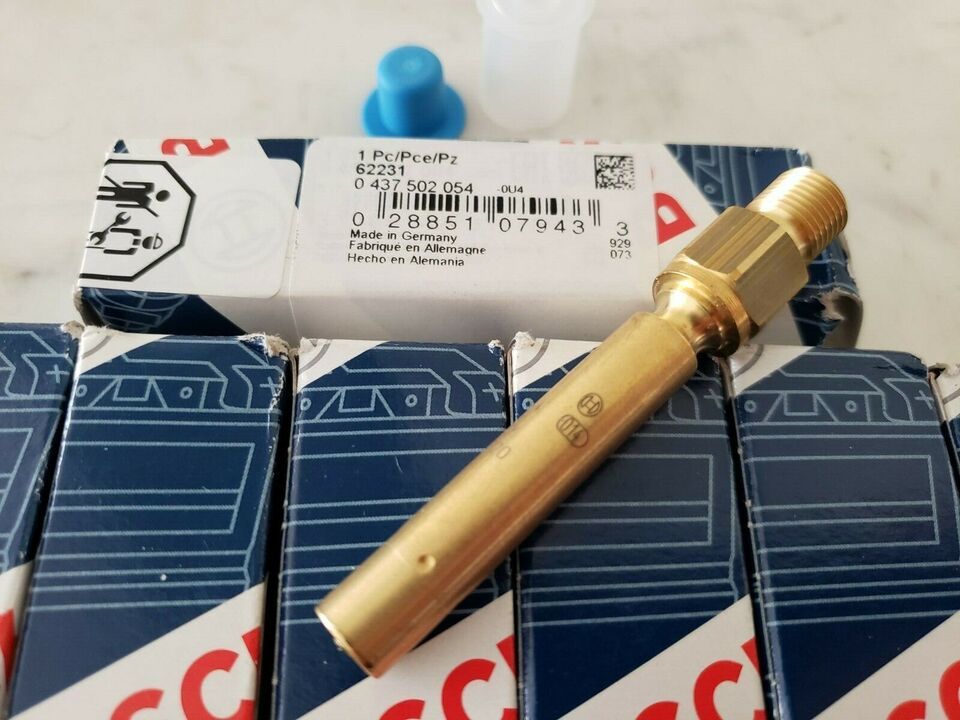 1 Pc/Pce/Pz
62231
0 437 502 054 -0U4
0 28851 07943 3
Made in Germany
Fabriqué en Allemagne
Hecho en Alemania
929
073
014